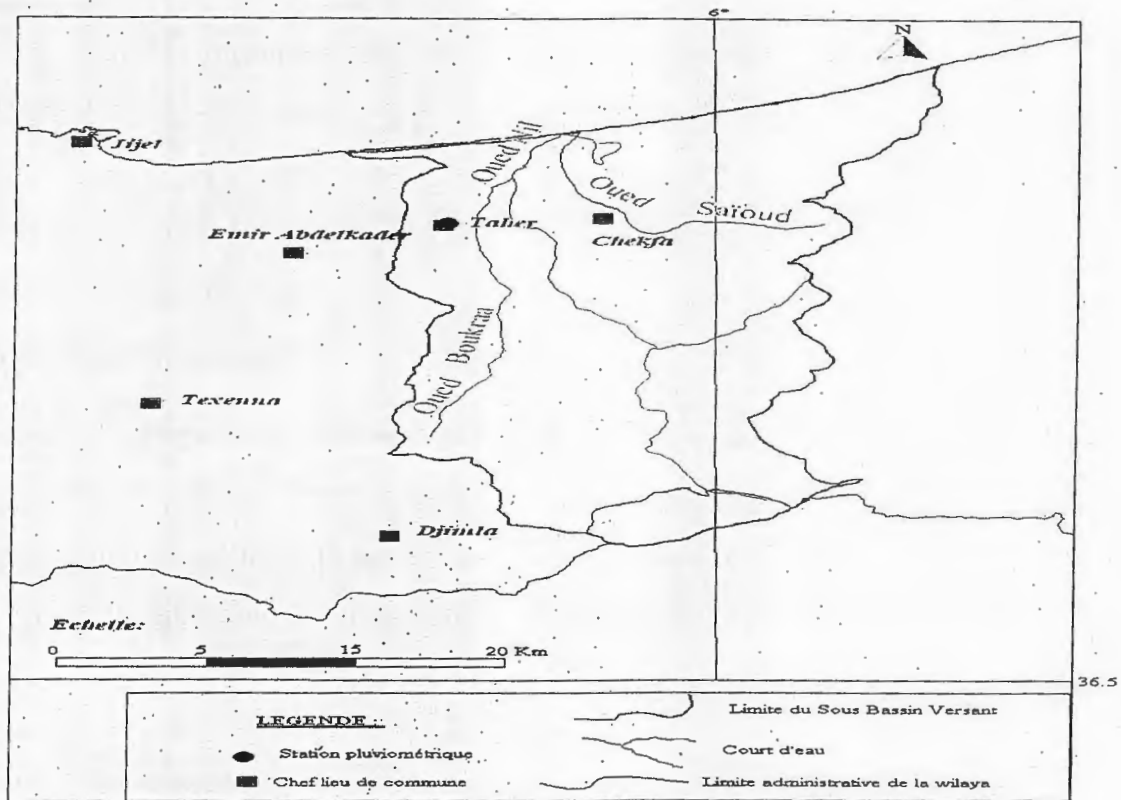 6°
N
Jijel
Oued Nil
Oued
Saïoud
Taher
Emir Abdelkader
Chekfa
Oued Boukraa
Texenna
Djimla
Echelle:
0 5 15 20 Km
36.5
LEGENDE :
Station pluviométrique
Chef lieu de commune
Limite du Sous Bassin Versant
Court d'eau
Limite administrative de la wilaya